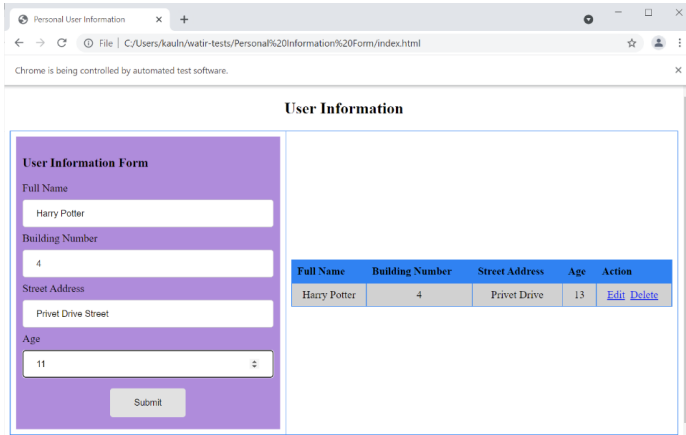 Personal User Information
File | C:/Users/kauln/watir-tests/Personal%20Information%20Form/index.html
Chrome is being controlled by automated test software.
User Information
User Information Form
Full Name
Harry Potter
Building Number
4
Street Address
Privet Drive Street
Age
11
Submit
Full Name Building Number Street Address Age Action
Harry Potter 4 Privet Drive 13 Edit Delete